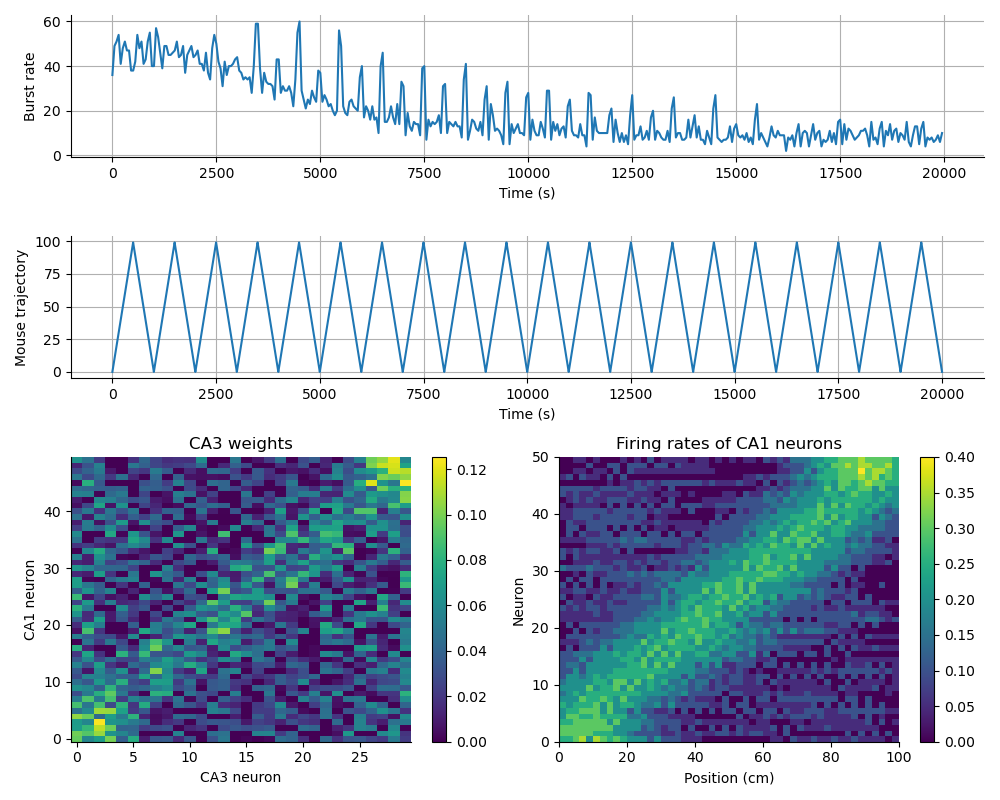 60
40
20
0
Burst rate
0 2500 5000 7500 10000 12500 15000 17500 20000
Time (s)
100
75
50
25
0
Mouse trajectory
0 2500 5000 7500 10000 12500 15000 17500 20000
Time (s)
CA3 weights
40
30
20
10
0
CA1 neuron
0 5 10 15 20 25
CA3 neuron
0.12
0.10
0.08
0.06
0.04
0.02
0.00
Firing rates of CA1 neurons
50
40
30
20
10
0
Neuron
0 20 40 60 80 100
Position (cm)
0.40
0.35
0.30
0.25
0.20
0.15
0.10
0.05
0.00